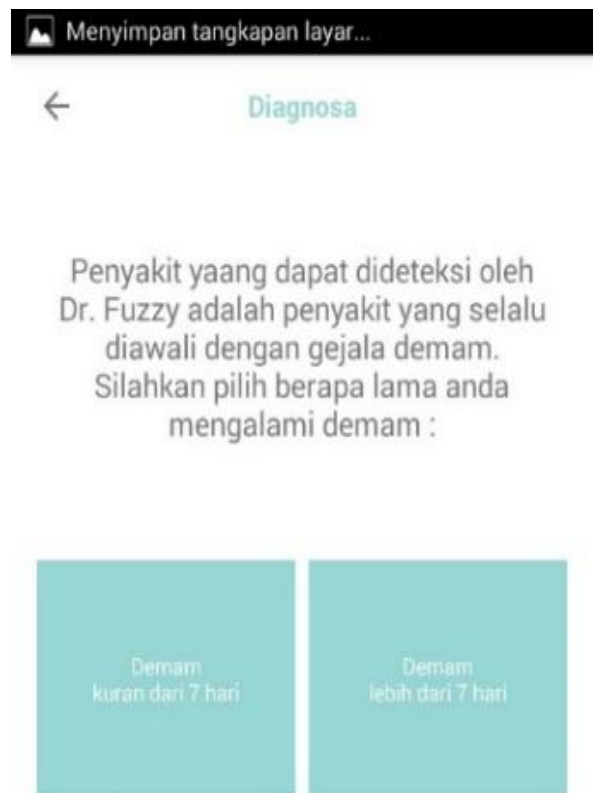 Menyimpan tangkapan layar...
Diagnosa
Penyakit yaang dapat dideteksi oleh
Dr. Fuzzy adalah penyakit yang selalu
diawali dengan gejala demam.
Silahkan pilih berapa lama anda
mengalami demam :
Demam
kuran dari 7 hari
Demam
lebih dari 7 hari